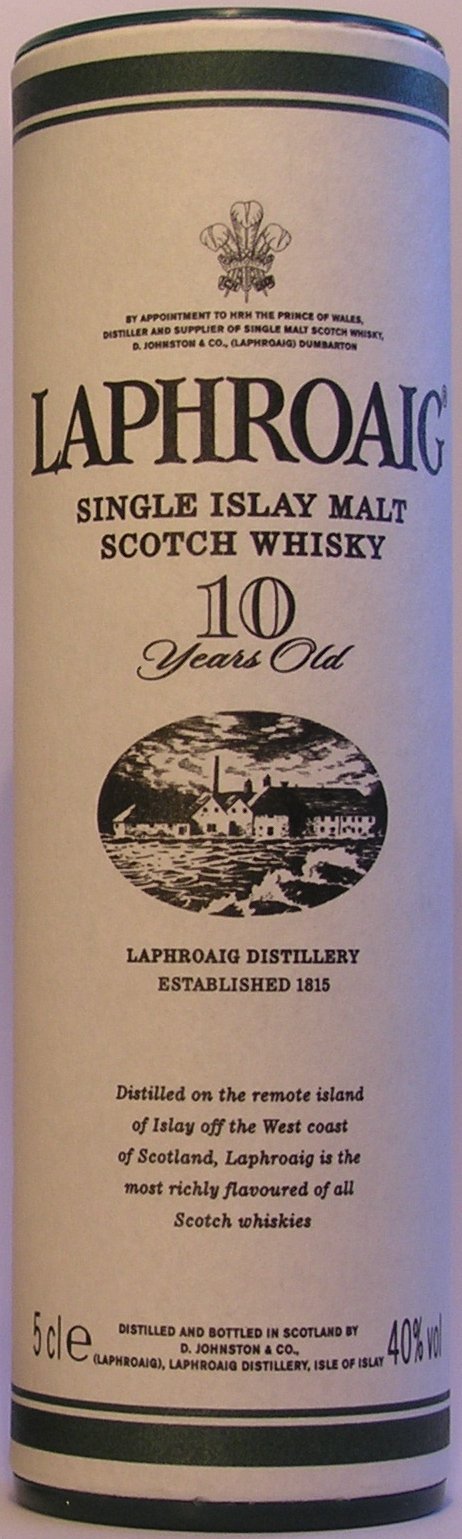 BY APPOINTMENT TO HRH THE PRINCE OF WALES,
DISTILLER AND SUPPLIER OF SINGLE MALT SCOTCH WHISKY,
D. JOHNSTON & CO., (LAPHROAIG) DUMBARTON
LAPHROAIG®
SINGLE ISLAY MALT
SCOTCH WHISKY
10
Years Old
LAPHROAIG DISTILLERY
ESTABLISHED 1815
Distilled on the remote island
of Islay off the West coast
of Scotland, Laphroaig is the
most richly flavoured of all
Scotch whiskies
5 cl e
DISTILLED AND BOTTLED IN SCOTLAND BY
D. JOHNSTON & CO.,
(LAPHROAIG), LAPHROAIG DISTILLERY, ISLE OF ISLAY
40% vol